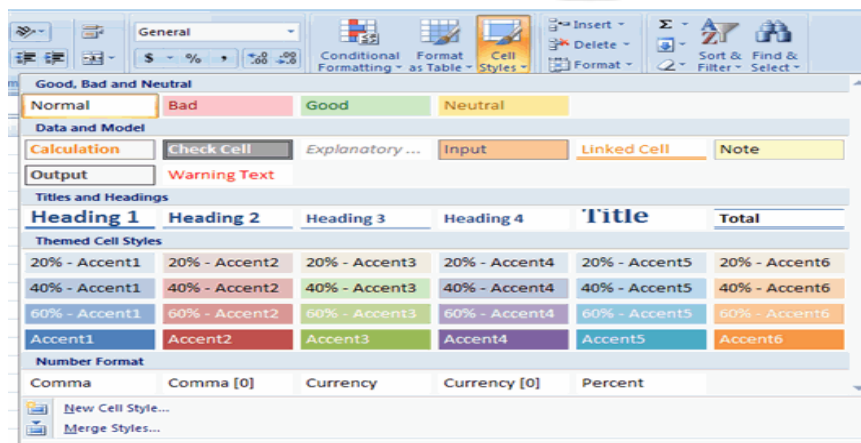 General
Insert
Σ
$ % ,
Conditional Formatting
Format as Table
Cell Styles
Delete
Format
Sort & Filter
Find & Select
Good, Bad and Neutral
Normal Bad Good Neutral
Data and Model
Calculation Check Cell Explanatory ... Input Linked Cell Note
Output Warning Text
Titles and Headings
Heading 1 Heading 2 Heading 3 Heading 4 Title Total
Themed Cell Styles
20% - Accent1 20% - Accent2 20% - Accent3 20% - Accent4 20% - Accent5 20% - Accent6
40% - Accent1 40% - Accent2 40% - Accent3 40% - Accent4 40% - Accent5 40% - Accent6
60% - Accent1 60% - Accent2 60% - Accent3 60% - Accent4 60% - Accent5 60% - Accent6
Accent1 Accent2 Accent3 Accent4 Accent5 Accent6
Number Format
Comma Comma [0] Currency Currency [0] Percent
New Cell Style...
Merge Styles...